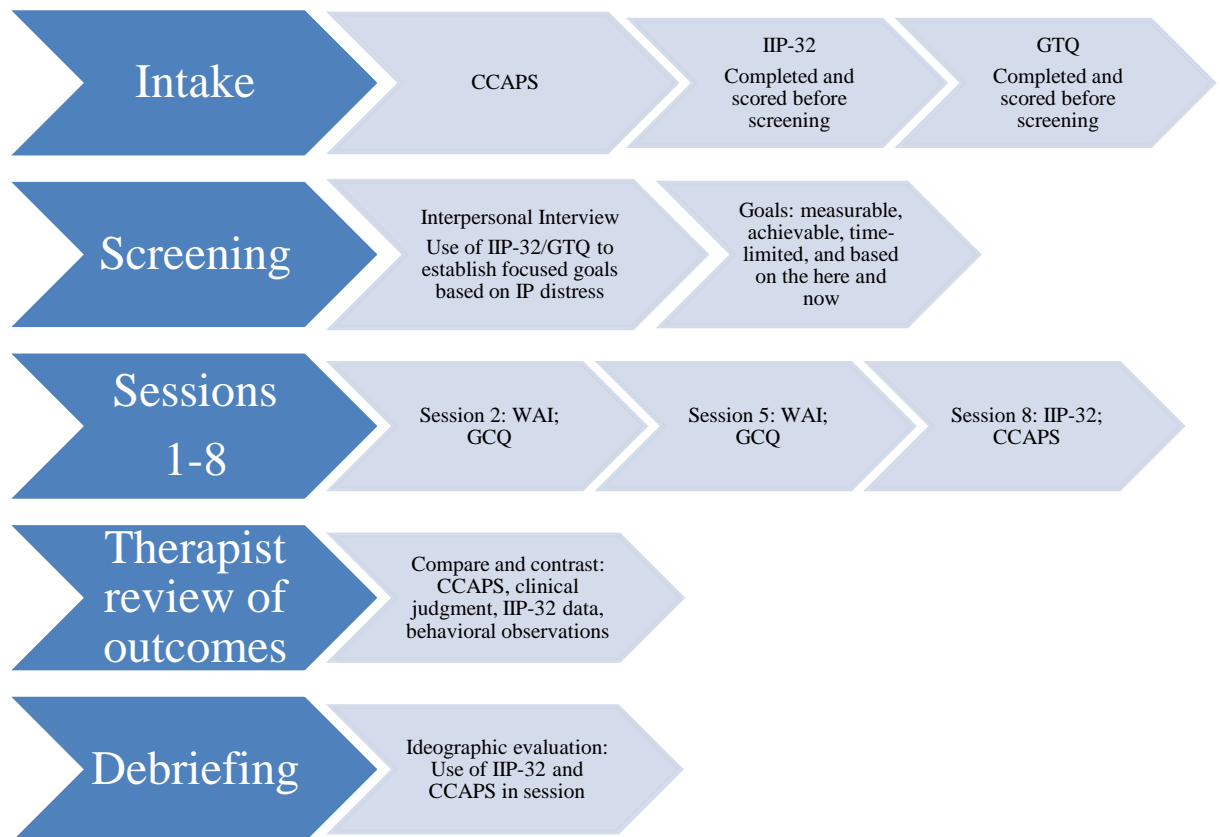 Intake
CCAPS
IIP-32
Completed and
scored before
screening
GTQ
Completed and
scored before
screening
Screening
Interpersonal Interview
Use of IIP-32/GTQ to
establish focused goals
based on IP distress
Goals: measurable,
achievable, time-
limited, and based
on the here and
now
Sessions
1-8
Session 2: WAI;
GCQ
Session 5: WAI;
GCQ
Session 8: IIP-32;
CCAPS
Therapist
review of
outcomes
Compare and contrast:
CCAPS, clinical
judgment, IIP-32 data,
behavioral observations
Debriefing
Ideographic evaluation:
Use of IIP-32 and
CCAPS in session